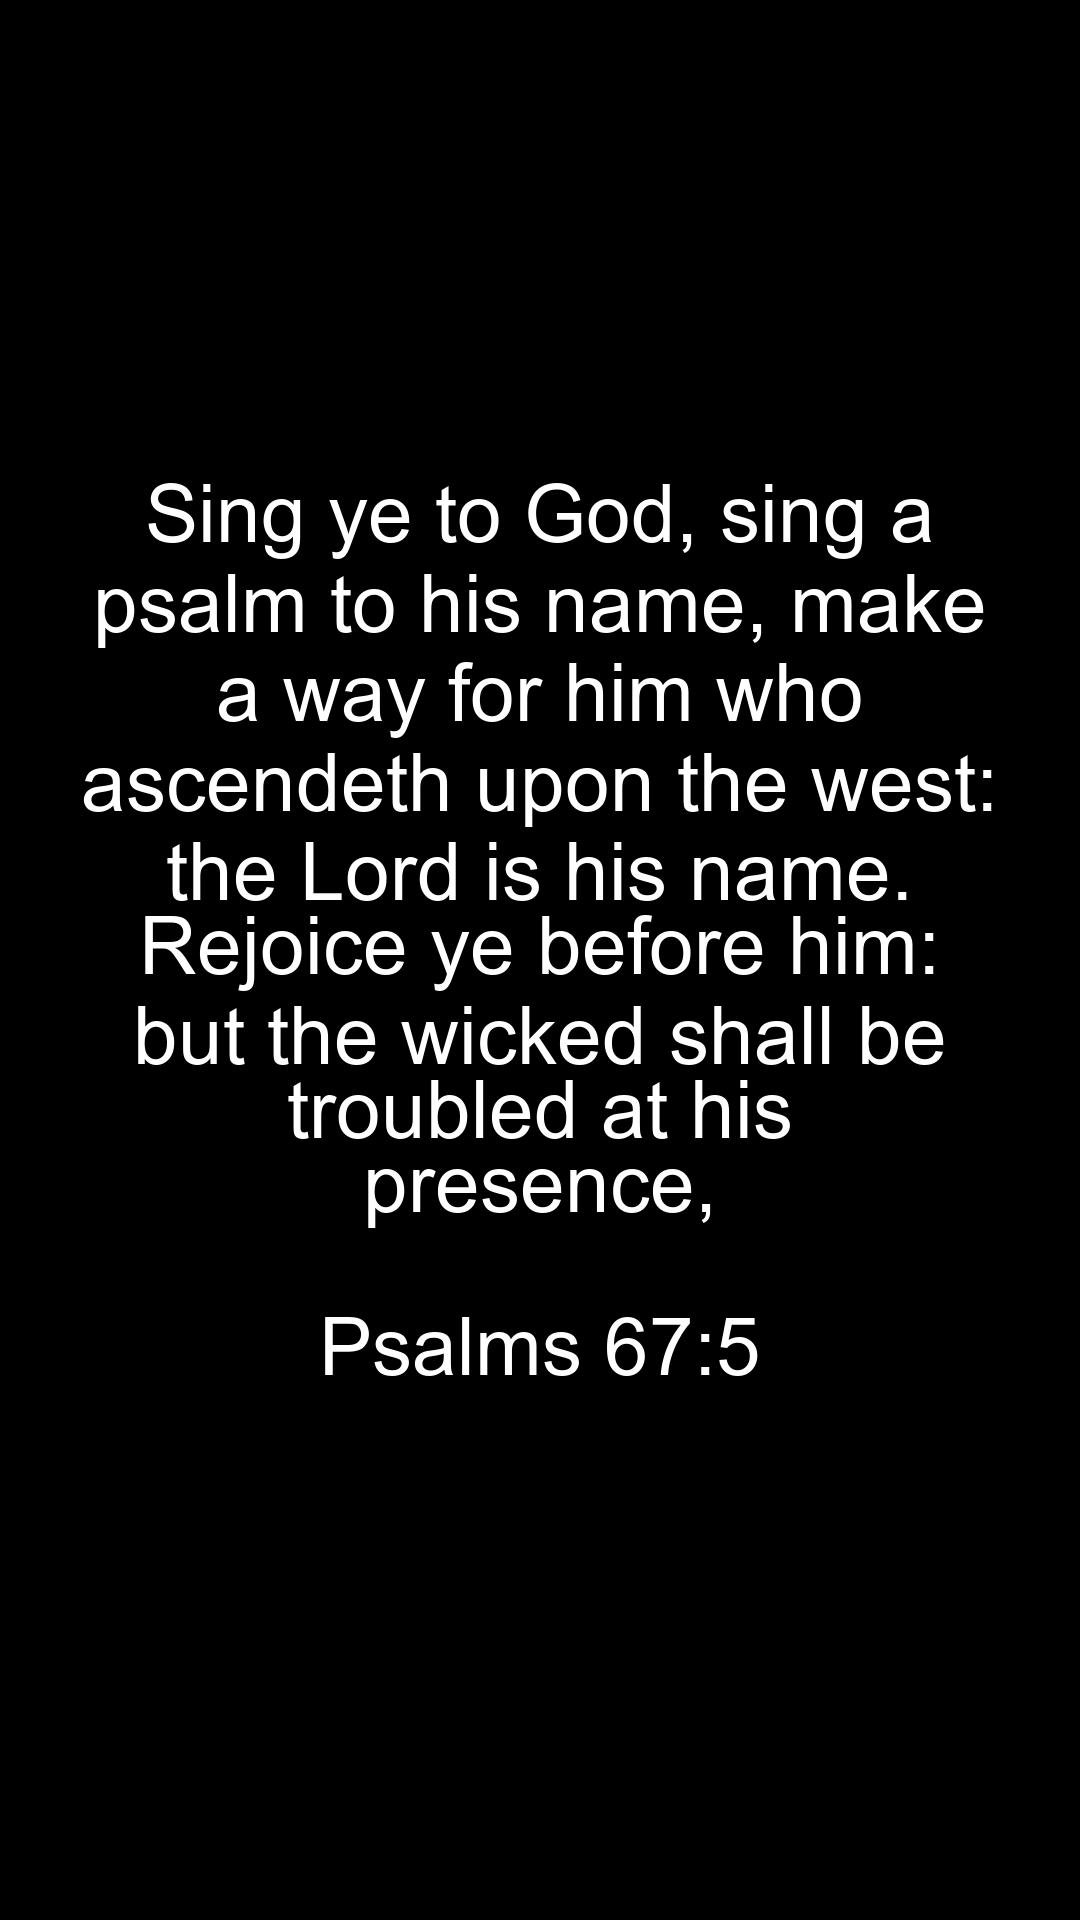 Sing ye to God, sing a
psalm to his name, make
a way for him who
ascendeth upon the west:
the Lord is his name.
Rejoice ye before him:
but the wicked shall be
troubled at his
presence,
Psalms 67:5